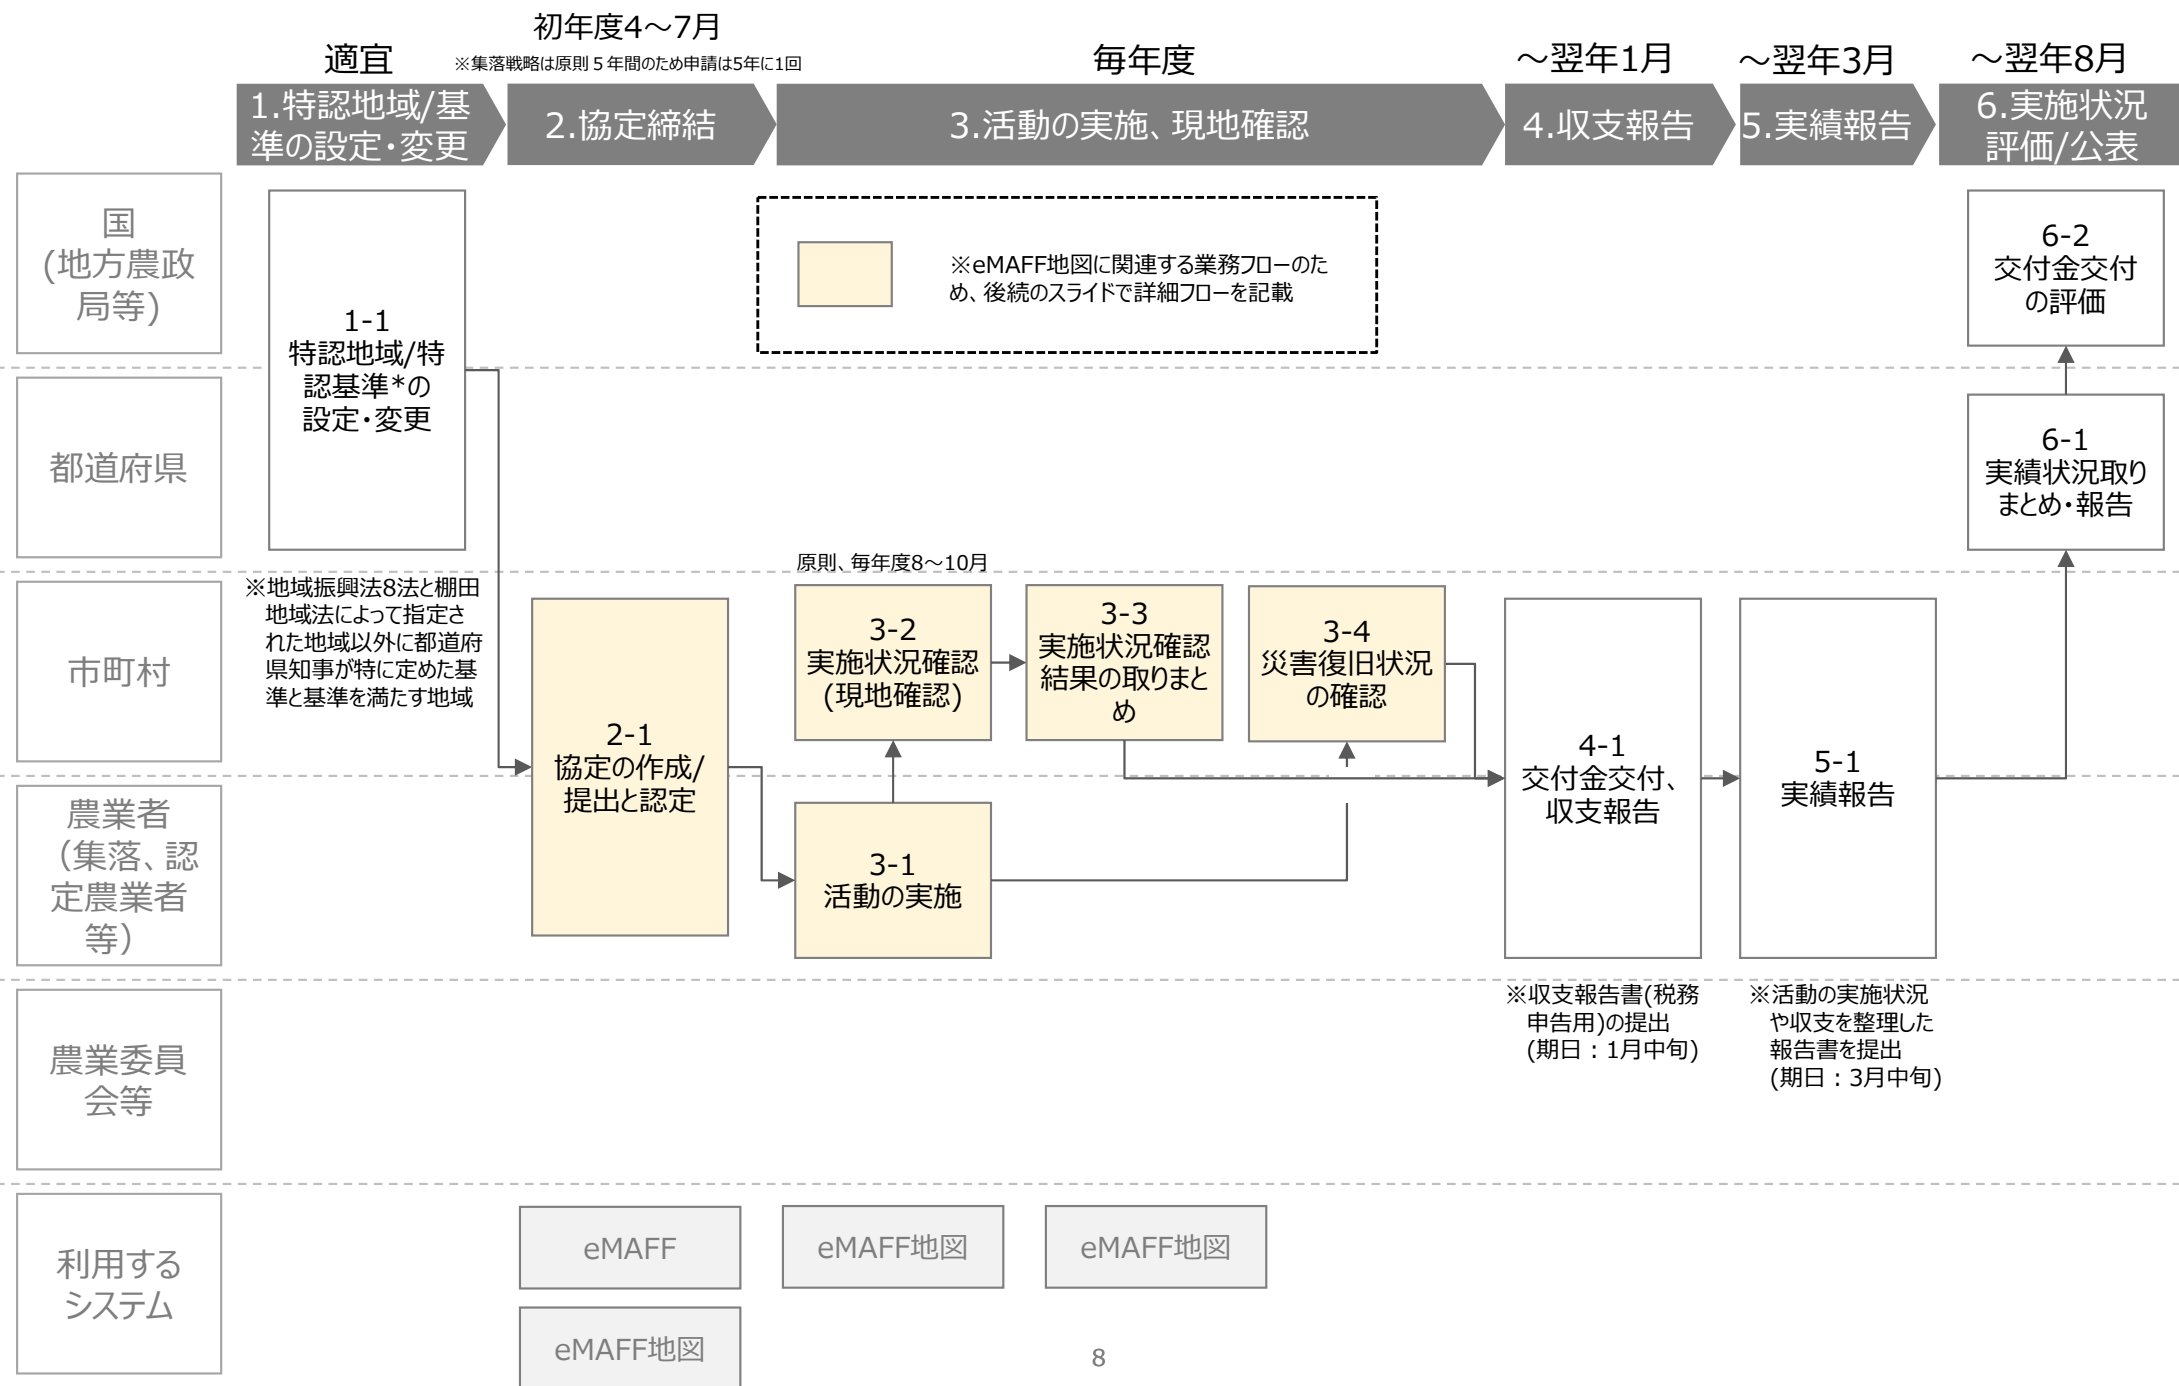 適宜
初年度4～7月
※集落戦略は原則５年間のため申請は5年に1回
毎年度
～翌年1月
～翌年3月
～翌年8月
1.特認地域/基
準の設定・変更
2.協定締結
3.活動の実施、現地確認
4.収支報告
5.実績報告
6.実施状況
評価/公表
国
(地方農政
局等)
1-1
特認地域/特
認基準*の
設定・変更
※eMAFF地図に関連する業務フローのた
め、後続のスライドで詳細フローを記載
6-2
交付金交付
の評価
都道府県
6-1
実績状況取り
まとめ・報告
※地域振興法8法と棚田
地域法によって指定さ
れた地域以外に都道府
県知事が特に定めた基
準と基準を満たす地域
原則、毎年度8～10月
市町村
2-1
協定の作成/
提出と認定
3-2
実施状況確認
(現地確認)
3-3
実施状況確認
結果の取りまと
め
3-4
災害復旧状況
の確認
4-1
交付金交付、
収支報告
5-1
実績報告
農業者
（集落、認
定農業者
等）
3-1
活動の実施
※収支報告書(税務
申告用)の提出
(期日：1月中旬)
※活動の実施状況
や収支を整理した
報告書を提出
(期日：3月中旬)
農業委員
会等
利用する
システム
eMAFF
eMAFF地図
eMAFF地図
eMAFF地図
8